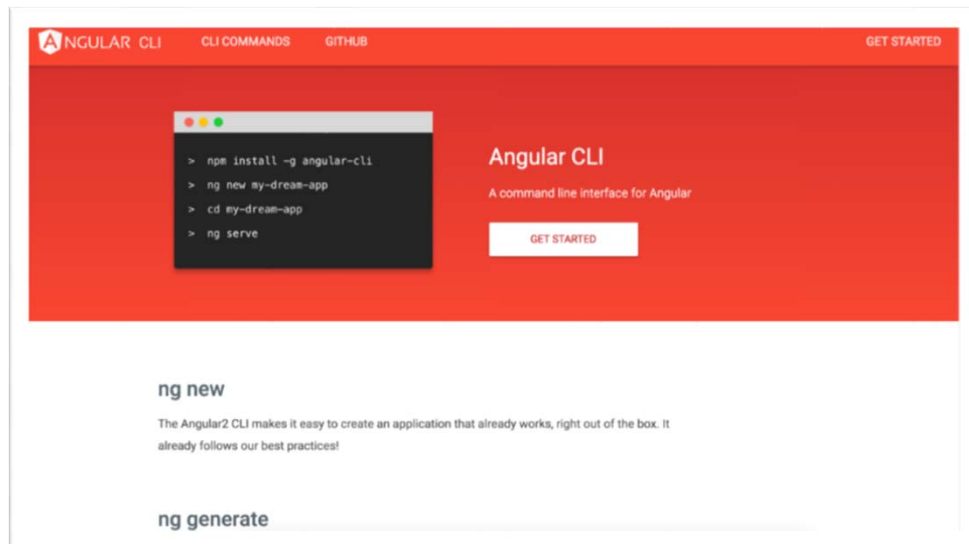 ANGULAR CLI CLI COMMANDS GITHUB GET STARTED
> npm install -g angular-cli
> ng new my-dream-app
> cd my-dream-app
> ng serve
Angular CLI
A command line interface for Angular
GET STARTED
ng new
The Angular2 CLI makes it easy to create an application that already works, right out of the box. It
already follows our best practices!
ng generate